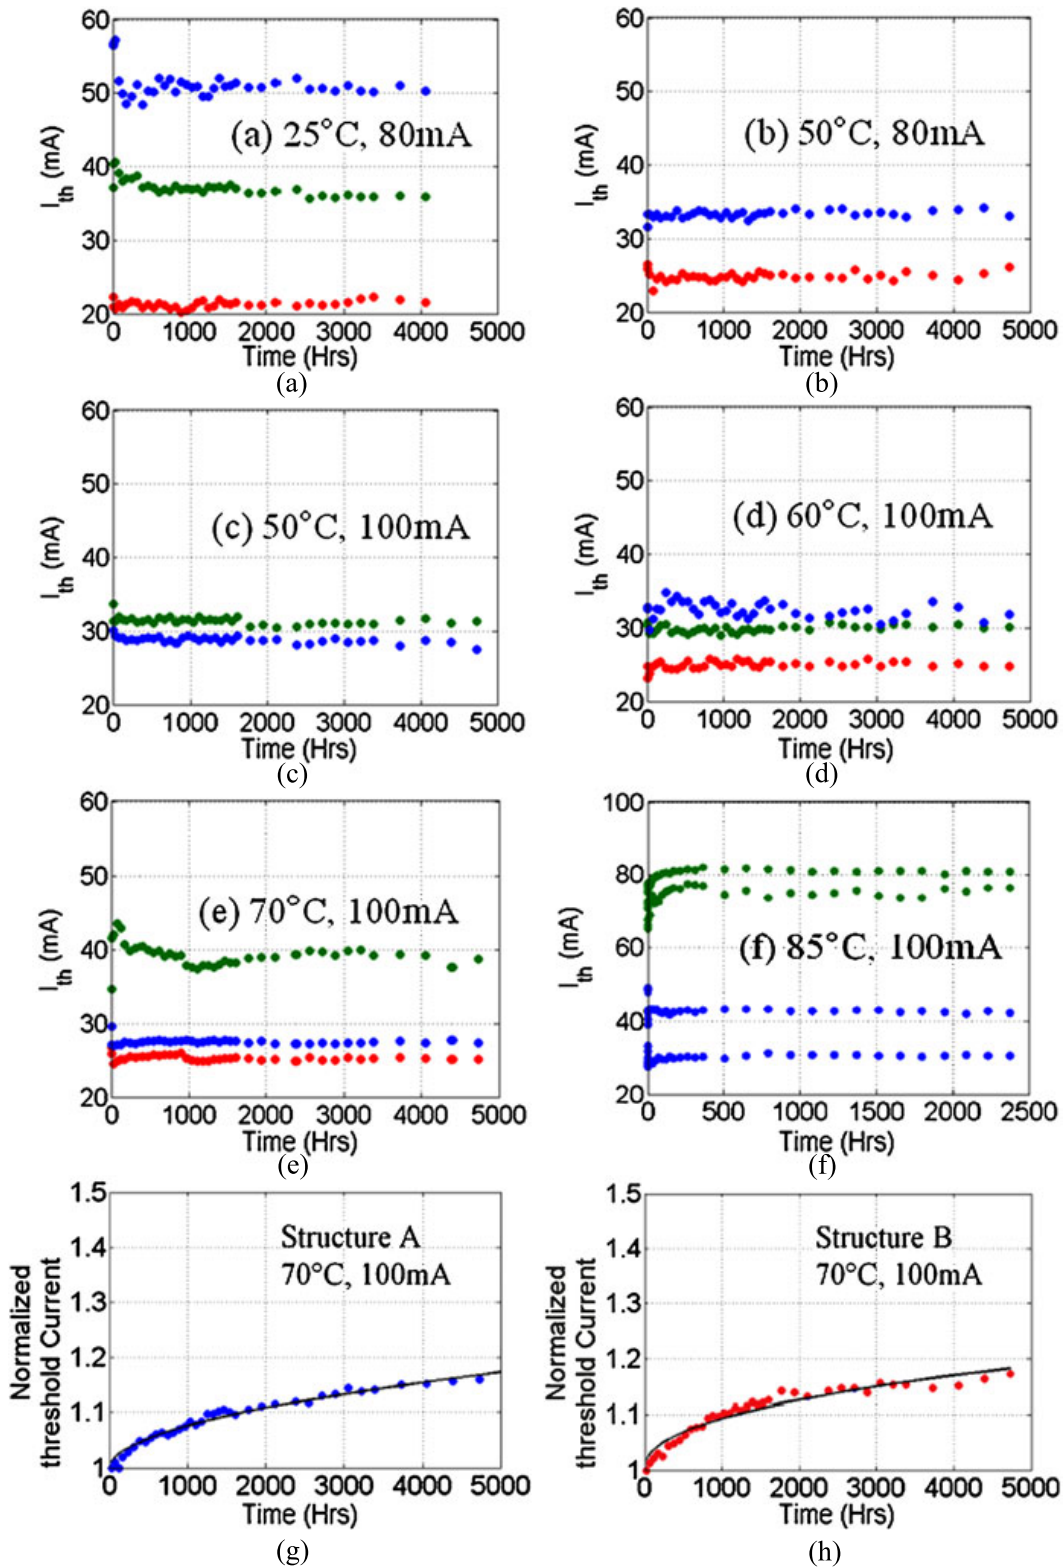 60
50
40
30
20
I_th (mA)
(a) 25°C, 80mA
0 1000 2000 3000 4000 5000
Time (Hrs)
(a)
60
50
40
30
20
I_th (mA)
(b) 50°C, 80mA
0 1000 2000 3000 4000 5000
Time (Hrs)
(b)
60
50
40
30
20
I_th (mA)
(c) 50°C, 100mA
0 1000 2000 3000 4000 5000
Time (Hrs)
(c)
60
50
40
30
20
I_th (mA)
(d) 60°C, 100mA
0 1000 2000 3000 4000 5000
Time (Hrs)
(d)
60
50
40
30
20
I_th (mA)
(e) 70°C, 100mA
0 1000 2000 3000 4000 5000
Time (Hrs)
(e)
100
80
60
40
20
I_th (mA)
(f) 85°C, 100mA
0 500 1000 1500 2000 2500
Time (Hrs)
(f)
1.5
1.4
1.3
1.2
1.1
1
Normalized
threshold Current
Structure A
70°C, 100mA
0 1000 2000 3000 4000 5000
Time (Hrs)
(g)
1.5
1.4
1.3
1.2
1.1
1
Normalized
threshold Current
Structure B
70°C, 100mA
0 1000 2000 3000 4000 5000
Time (Hrs)
(h)